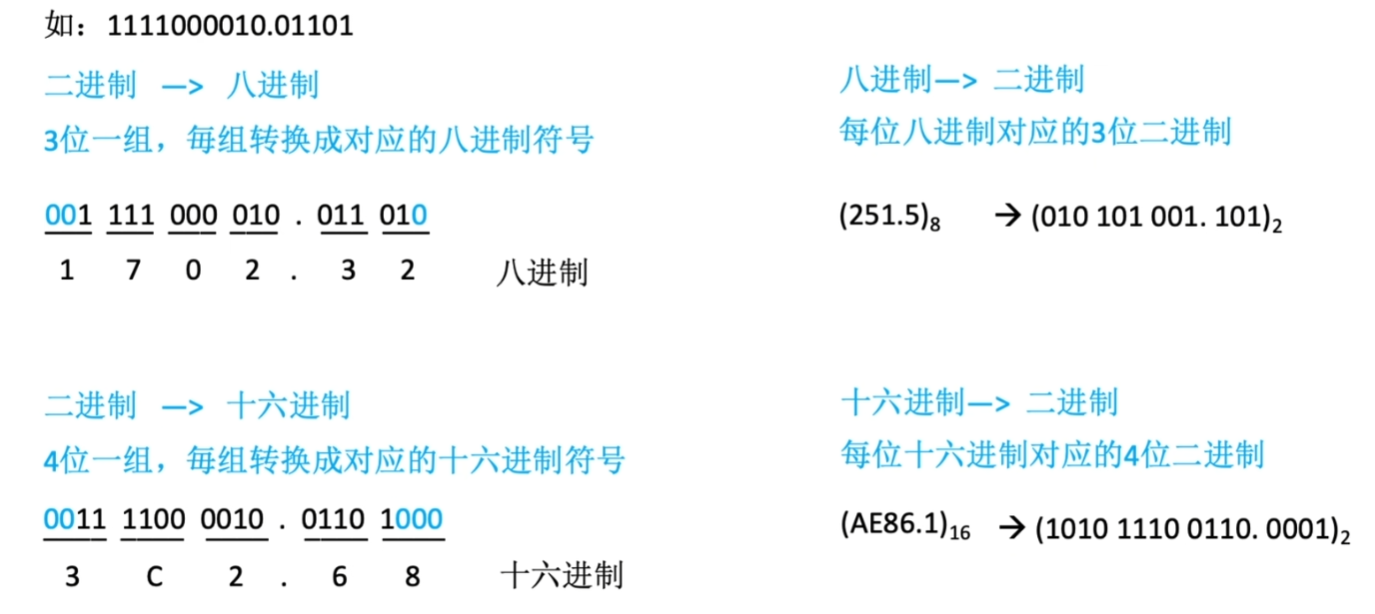 如：1111000010.01101
二进制 —> 八进制
3位一组，每组转换成对应的八进制符号
001 111 000 010 . 011 010
1 7 0 2 . 3 2 八进制
八进制—> 二进制
每位八进制对应的3位二进制
(251.5)8 → (010 101 001. 101)2
二进制 —> 十六进制
4位一组，每组转换成对应的十六进制符号
0011 1100 0010 . 0110 1000
3 C 2 . 6 8 十六进制
十六进制—> 二进制
每位十六进制对应的4位二进制
(AE86.1)16 → (1010 1110 0110. 0001)2